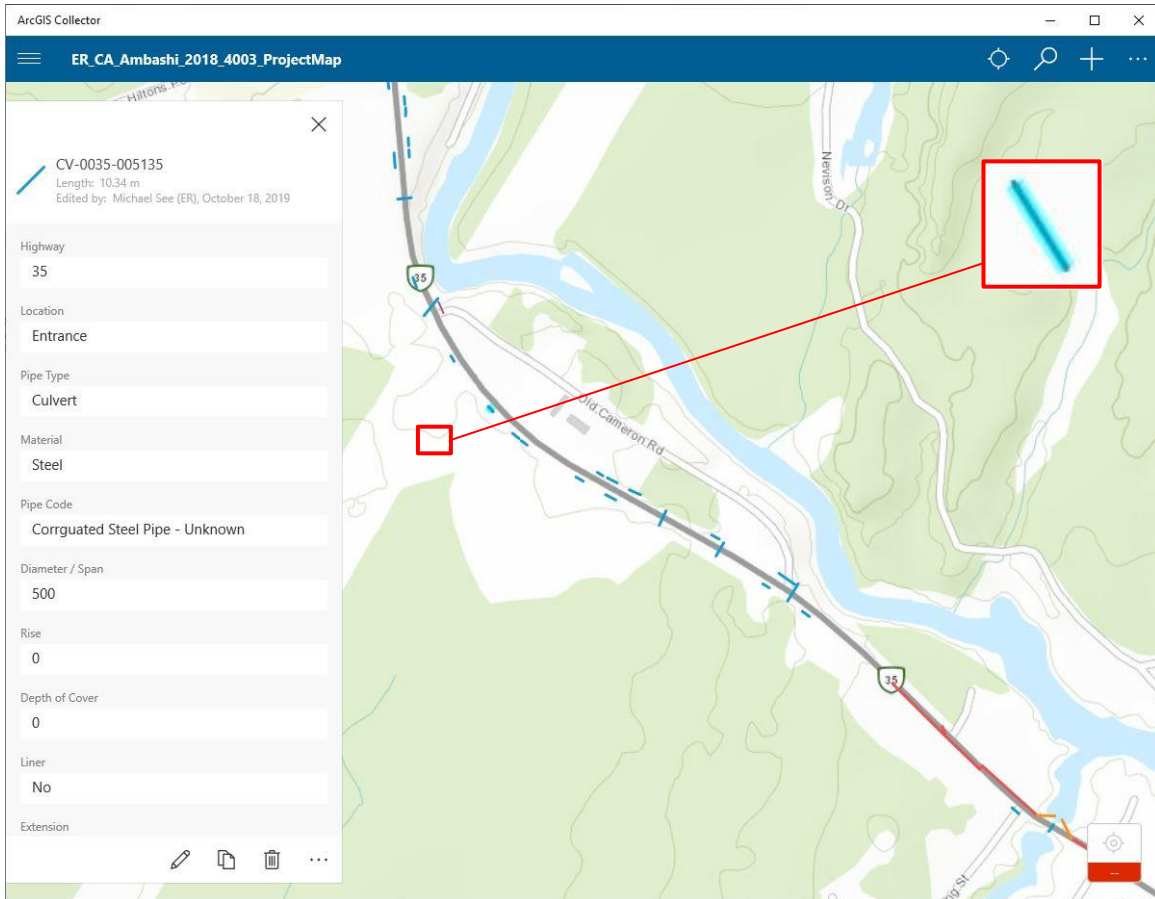 ArcGIS Collector
ER_CA_Ambashi_2018_4003_ProjectMap
Hiltons
CV-0035-005135
Length: 10.34 m
Edited by: Michael See (ER), October 18, 2019
Highway
35
Location
Entrance
Pipe Type
Culvert
Material
Steel
Pipe Code
Corrguated Steel Pipe - Unknown
Diameter / Span
500
Rise
0
Depth of Cover
0
Liner
No
Extension
Nevison Dr
35
Old Cameron Rd
35
St
--